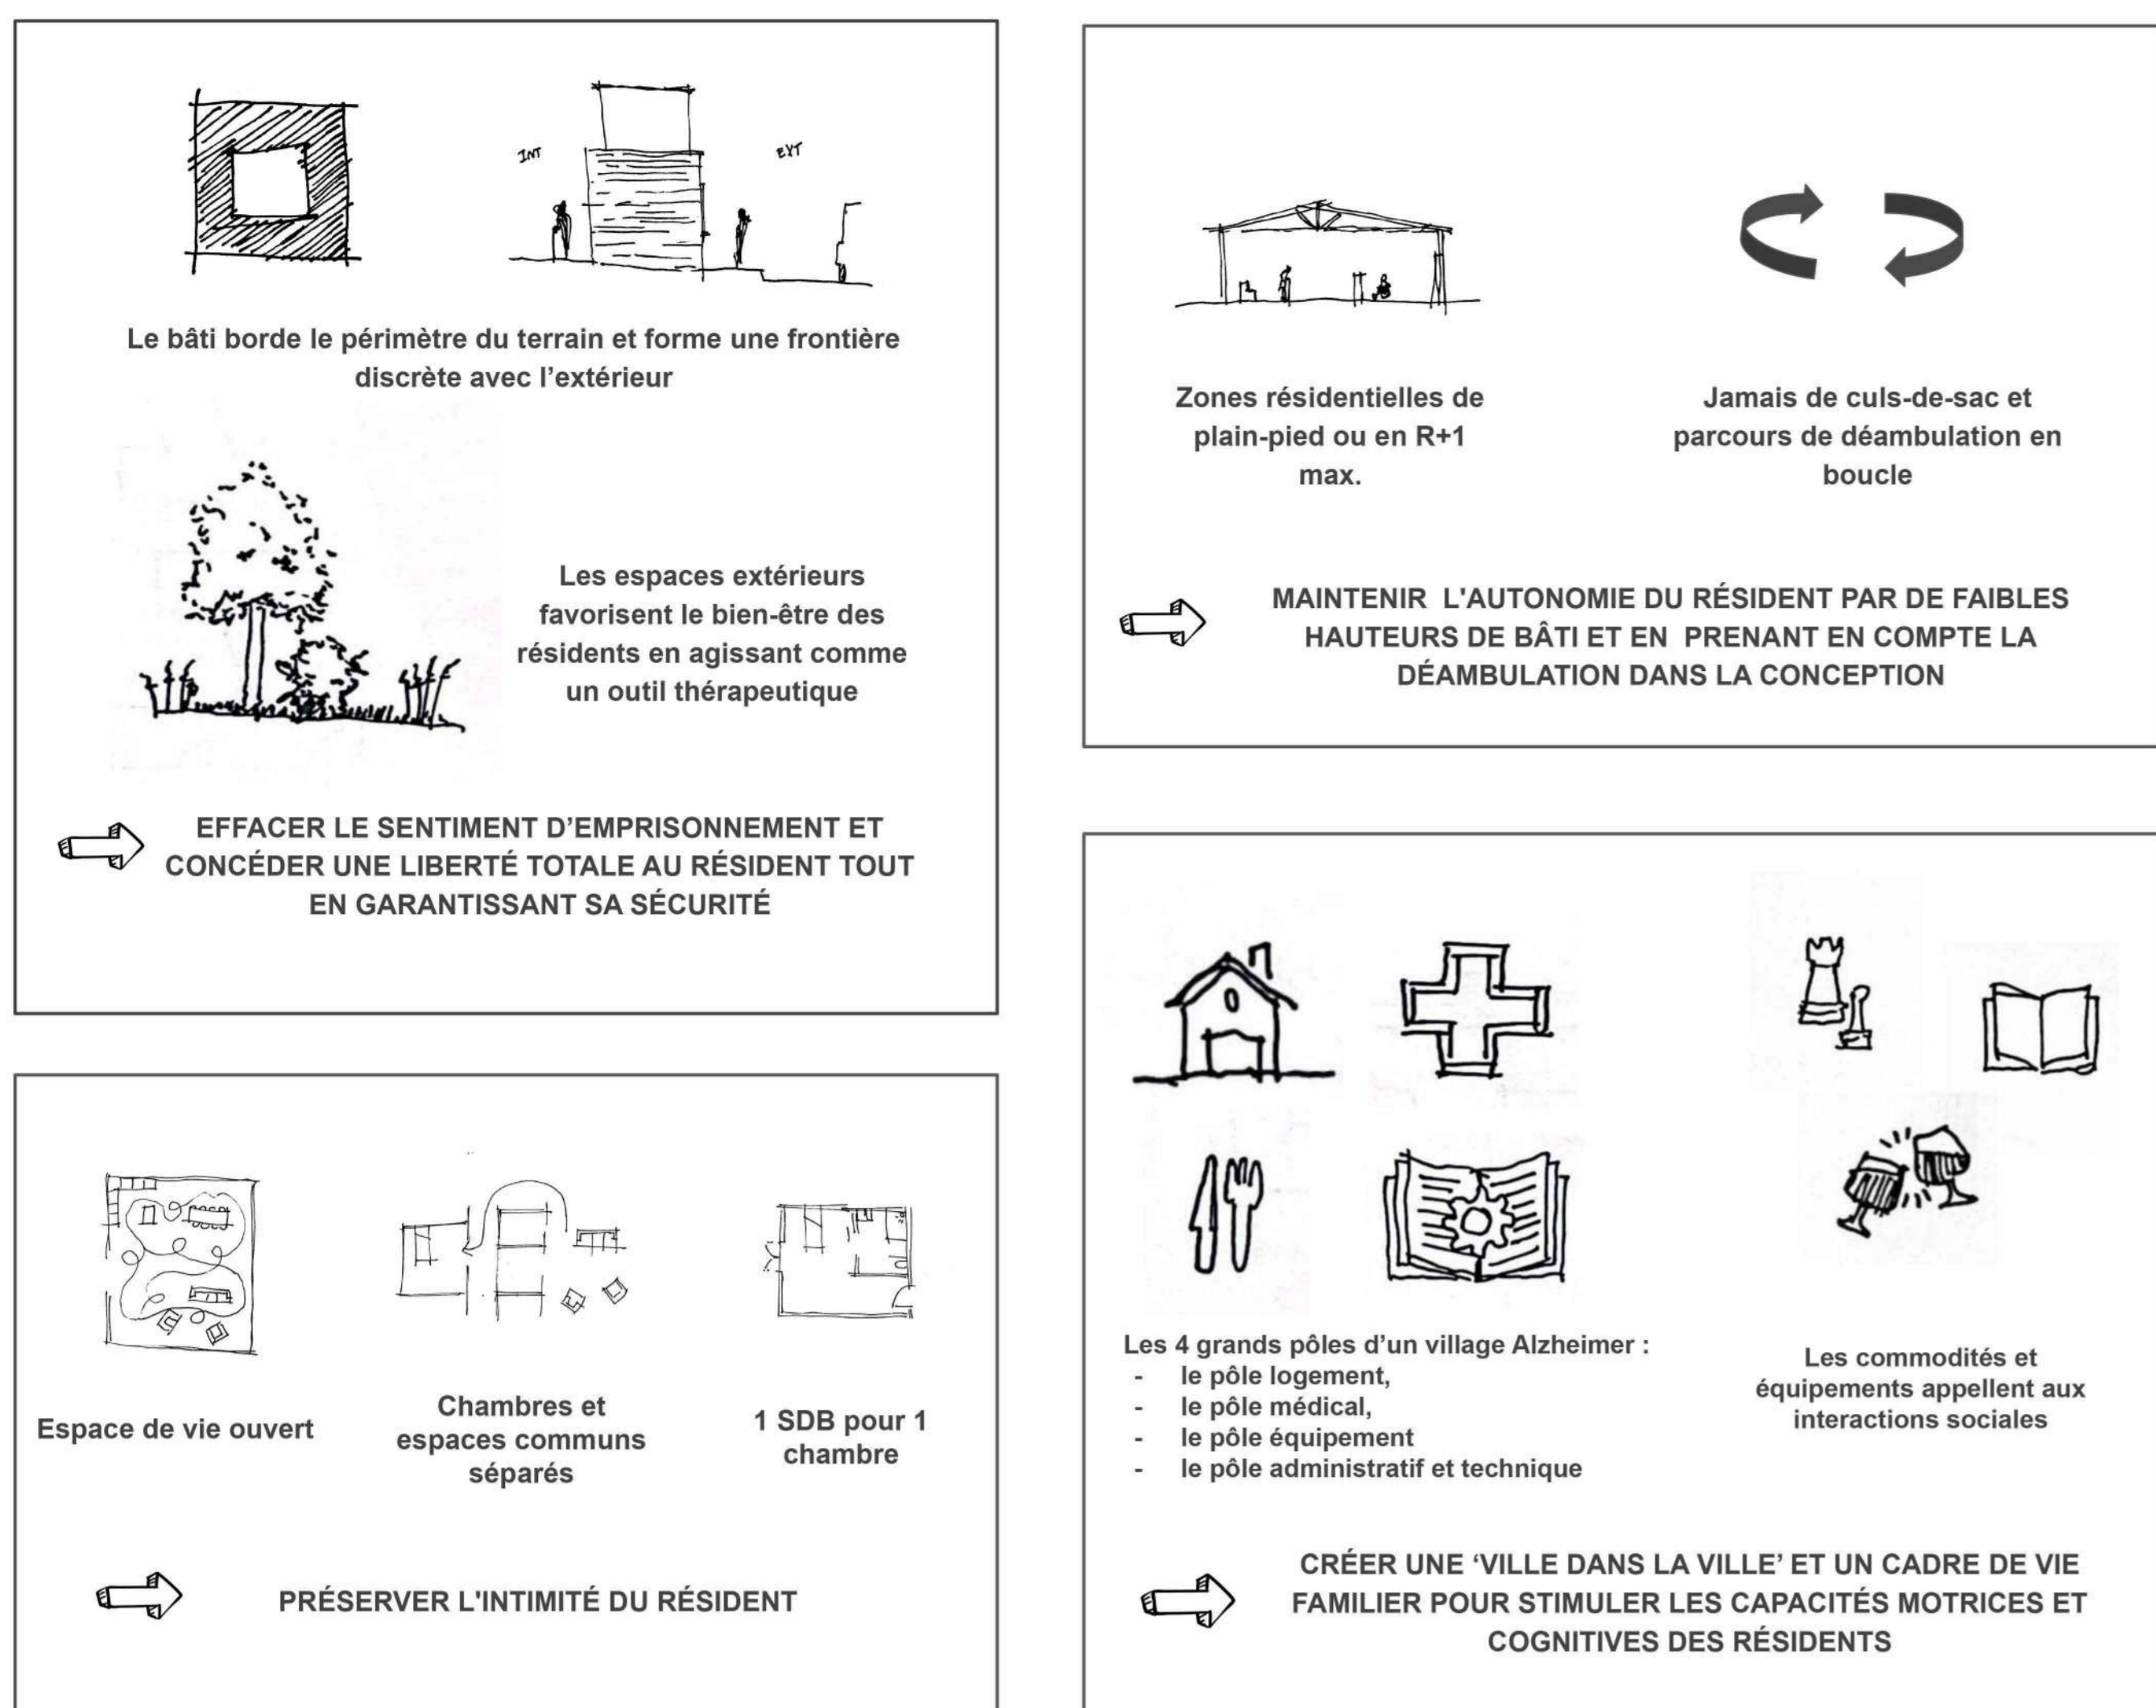 INT
EXT
Le bâti borde le périmètre du terrain et forme une frontière
discrète avec l'extérieur
Les espaces extérieurs
favorisent le bien-être des
résidents en agissant comme
un outil thérapeutique
EFFACER LE SENTIMENT D'EMPRISONNEMENT ET
CONCÉDER UNE LIBERTÉ TOTALE AU RÉSIDENT TOUT
EN GARANTISSANT SA SÉCURITÉ
Zones résidentielles de
plain-pied ou en R+1
max.
Jamais de culs-de-sac et
parcours de déambulation en
boucle
MAINTENIR L'AUTONOMIE DU RÉSIDENT PAR DE FAIBLES
HAUTEURS DE BÂTI ET EN PRENANT EN COMPTE LA
DÉAMBULATION DANS LA CONCEPTION
Espace de vie ouvert
Chambres et
espaces communs
séparés
1 SDB pour 1
chambre
PRÉSERVER L'INTIMITÉ DU RÉSIDENT
Les 4 grands pôles d'un village Alzheimer :
- le pôle logement,
- le pôle médical,
- le pôle équipement
- le pôle administratif et technique
Les commodités et
équipements appellent aux
interactions sociales
CRÉER UNE ‘VILLE DANS LA VILLE’ ET UN CADRE DE VIE
FAMILIER POUR STIMULER LES CAPACITÉS MOTRICES ET
COGNITIVES DES RÉSIDENTS